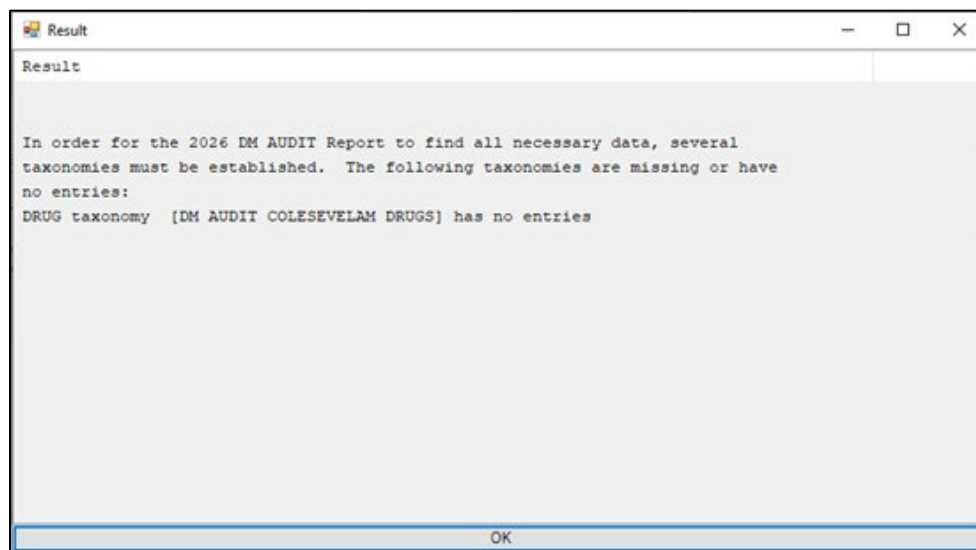 Result
Result
In order for the 2026 DM AUDIT Report to find all necessary data, several
taxonomies must be established.  The following taxonomies are missing or have
no entries:
DRUG taxonomy  [DM AUDIT COLESEVELAM DRUGS] has no entries
OK